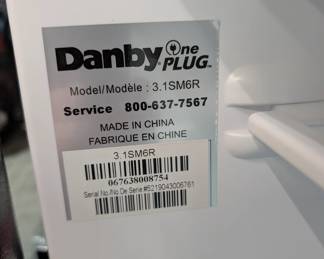 Danby One PLUG™
Model/Modèle : 3.1SM6R
Service 800-637-7567
MADE IN CHINA
FABRIQUE EN CHINE
3.1SM6R
067638008754
Serial No./No De Serie:#5219043006761